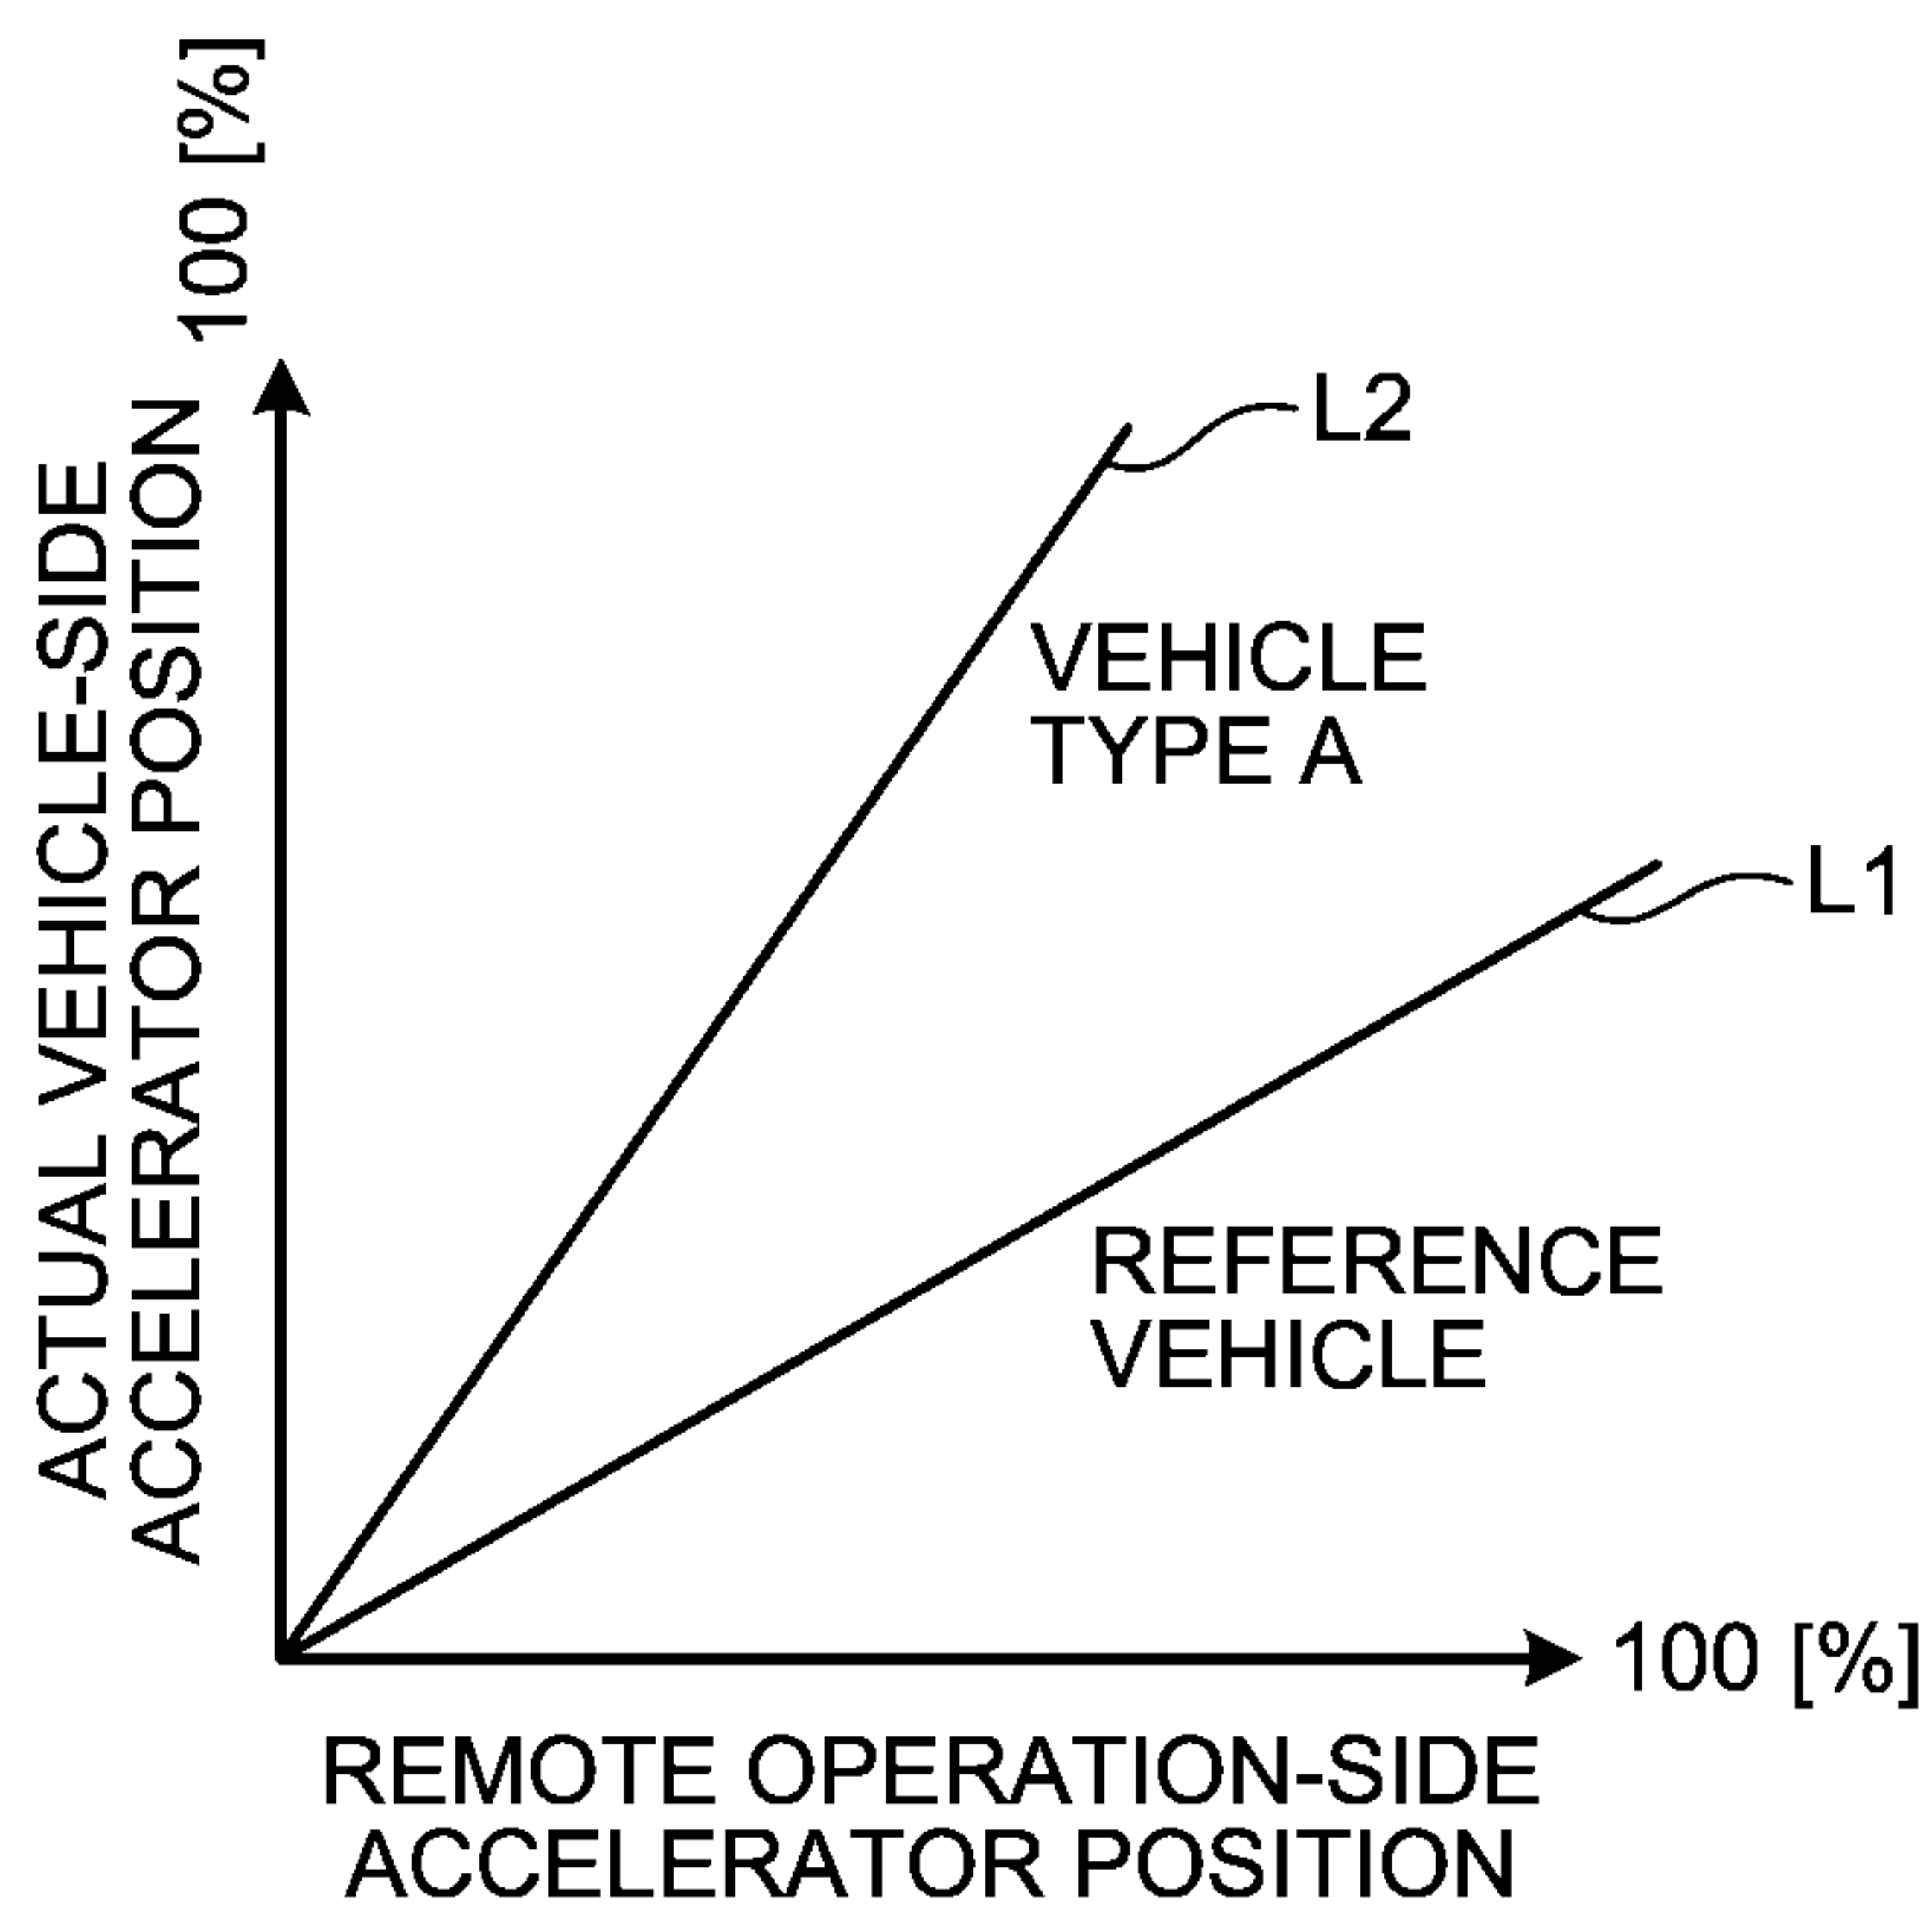 100 [%]
ACTUAL VEHICLE-SIDE
ACCELERATOR POSITION
L2
VEHICLE
TYPE A
L1
REFERENCE
VEHICLE
100 [%]
REMOTE OPERATION-SIDE
ACCELERATOR POSITION